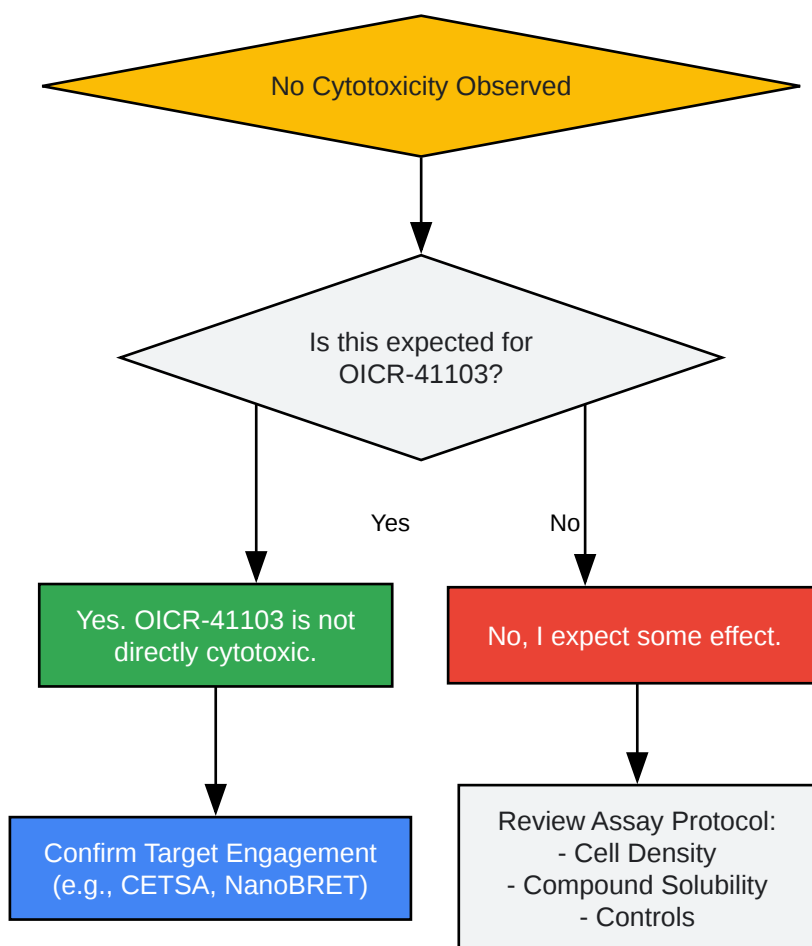 No Cytotoxicity Observed
Is this expected for
OICR-41103?
Yes
No
Yes. OICR-41103 is not
directly cytotoxic.
No, I expect some effect.
Confirm Target Engagement
(e.g., CETSA, NanoBRET)
Review Assay Protocol:
- Cell Density
- Compound Solubility
- Controls